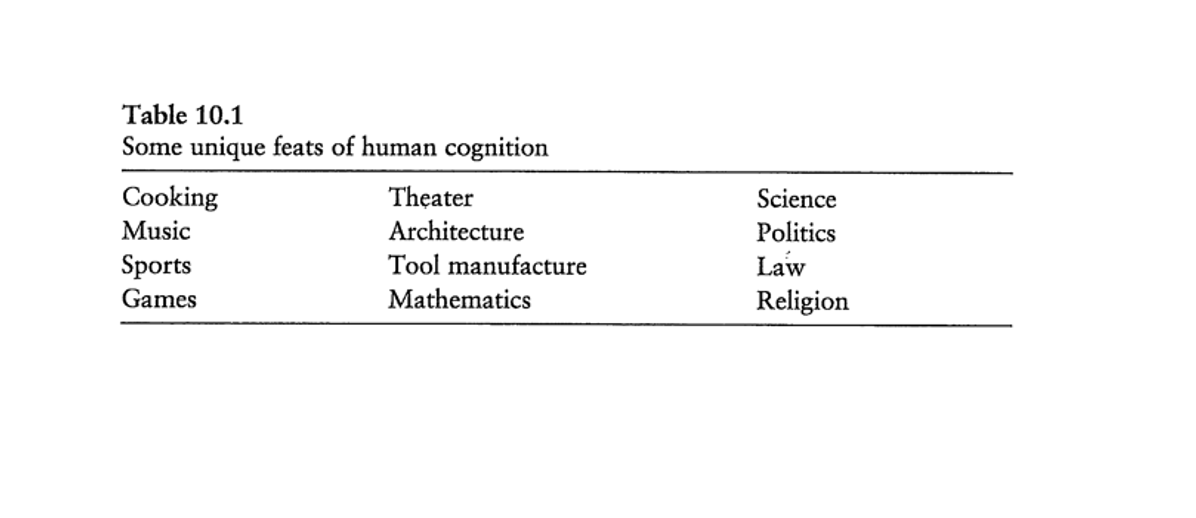 Table 10.1
Some unique feats of human cognition
Cooking Theater Science
Music Architecture Politics
Sports Tool manufacture Law
Games Mathematics Religion